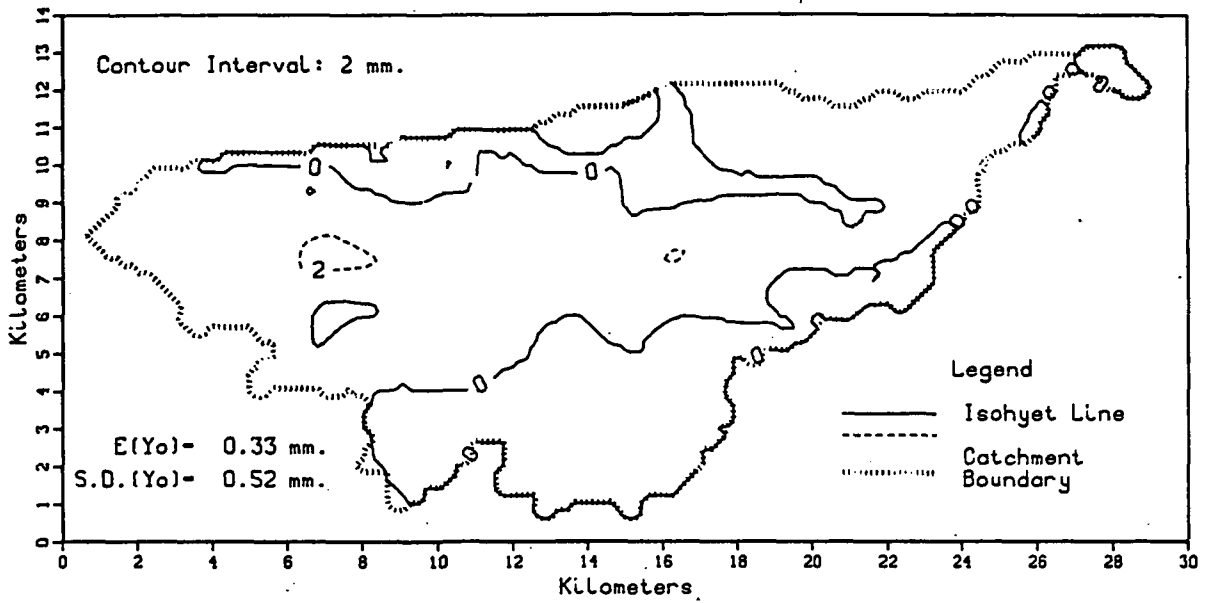 14
13
12
11
10
9
8
7
6
5
4
3
2
1
0
Kilometers
Contour Interval: 2 mm.
0
0
0
0
0
0
0
0
0
2
0
0
Legend
Isohyet Line
Catchment
Boundary
E(Yo)= 0.33 mm.
S.D.(Yo)= 0.52 mm.
0 2 4 6 8 10 12 14 16 18 20 22 24 26 28 30
Kilometers